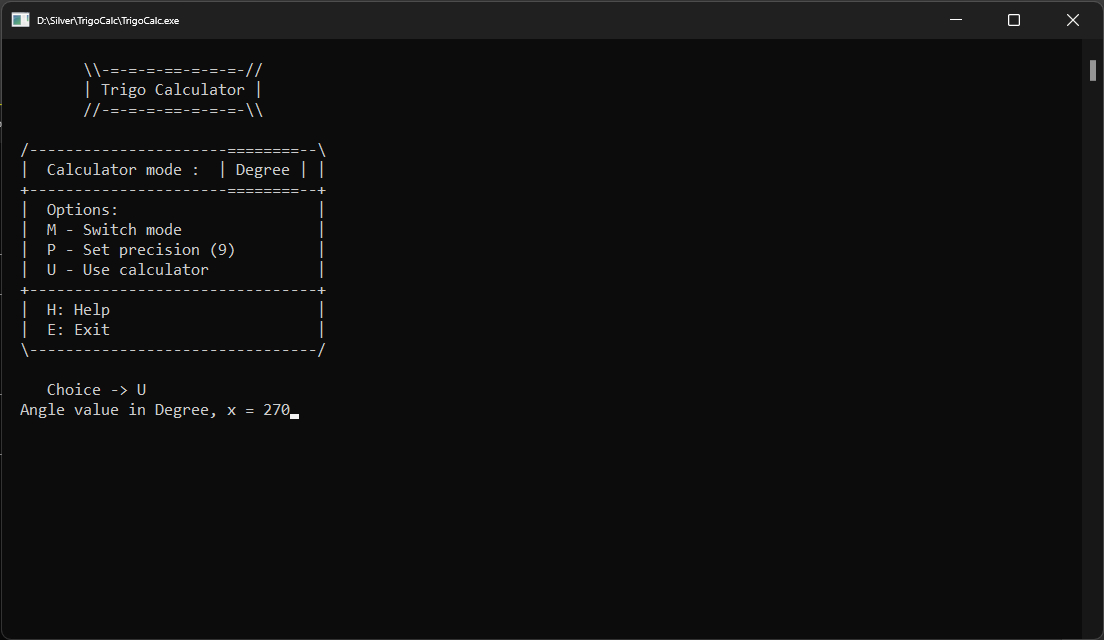 D:\Silver\TrigoCalc\TrigoCalc.exe
\\-=-=-=-==-=-=-=-//
| Trigo Calculator |
//-=-=-=-==-=-=-=-\\
/----------------------========--\
|  Calculator mode :  | Degree | |
+----------------------========--+
|  Options:                      |
|  M - Switch mode               |
|  P - Set precision (9)         |
|  U - Use calculator            |
+--------------------------------+
|  H: Help                       |
|  E: Exit                       |
\--------------------------------/
Choice -> U
Angle value in Degree, x = 270